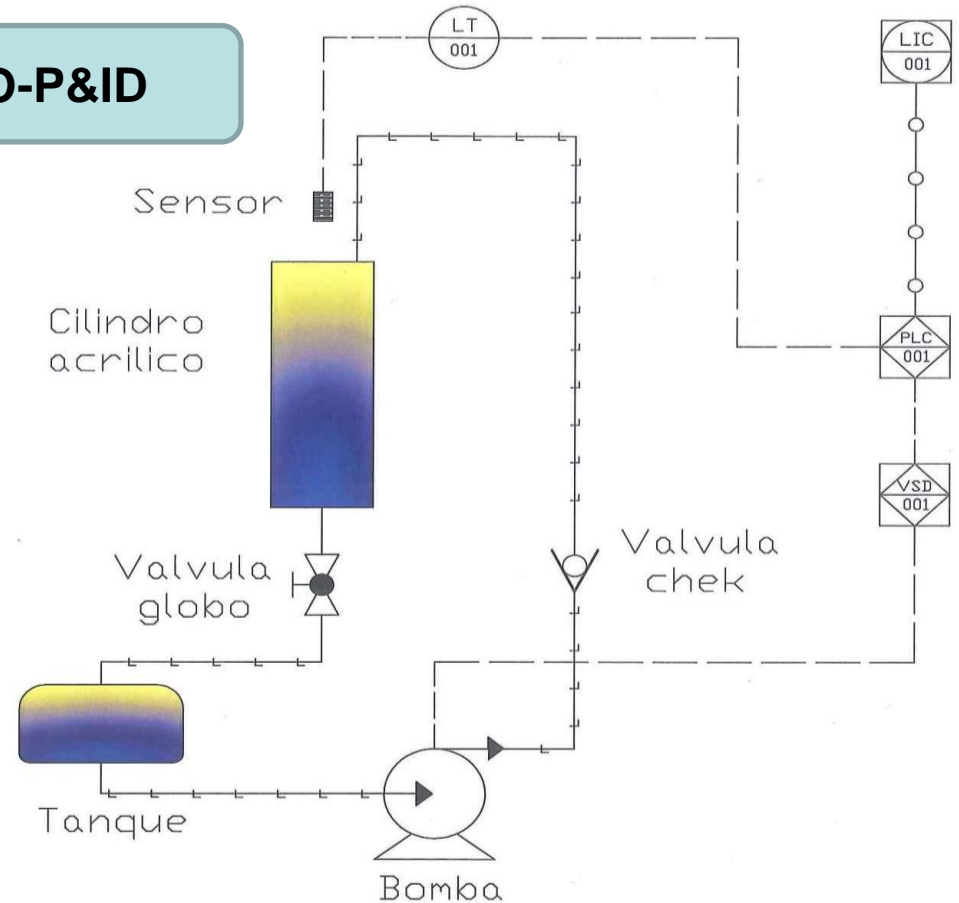 O-P&ID
LT
001
LIC
001
Sensor
Cilindro
acrilico
PLC
001
VSD
001
Valvula
globo
Valvula
chek
Tanque
Bomba